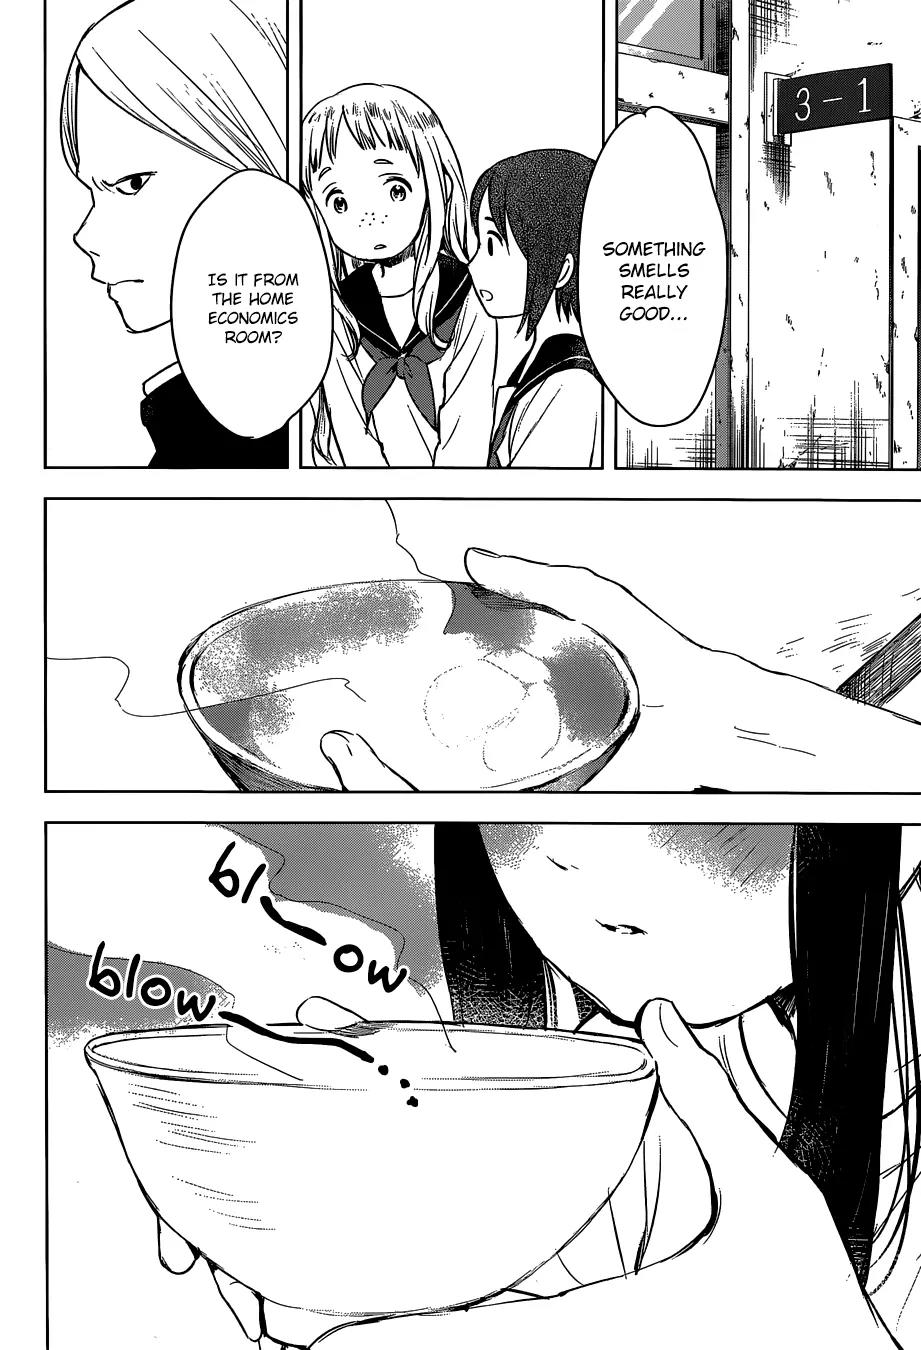 3-1
SOMETHING
SMELLS
REALLY
GOOD...
IS IT FROM
THE HOME
ECONOMICS
ROOM?
bl—ow
blow—...